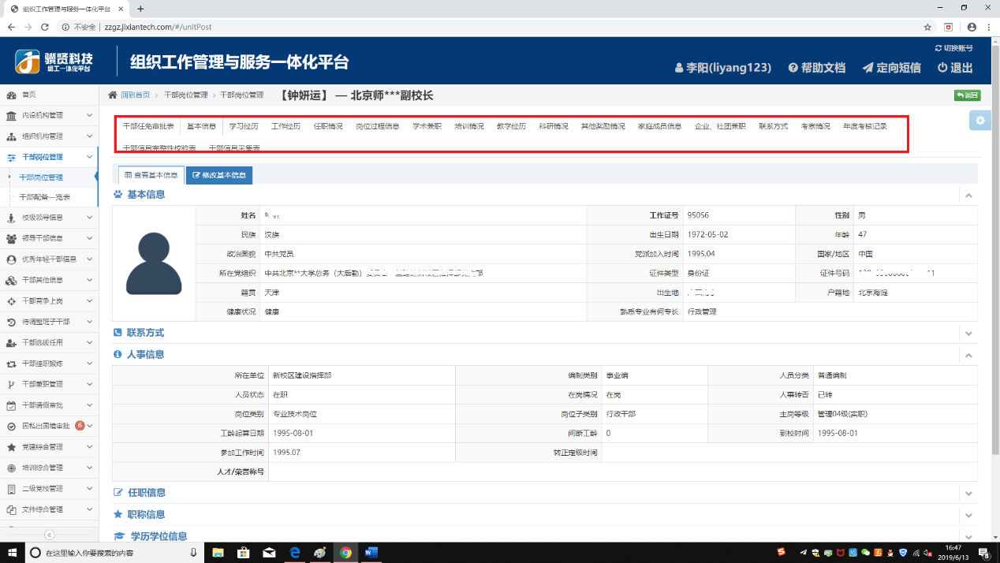 组织工作管理与服务一体化平台
不安全 | zzgz.jixiantech.com/#/unitPost
骥贤科技
组工一体化平台
组织工作管理与服务一体化平台
切换账号
李阳(liyang123)
帮助文档
定向短信
退出
首页
内设机构管理
组织机构管理
干部岗位管理
干部岗位管理
干部配备一览表
校级领导信息
领导干部信息
优秀年轻干部信息
干部其他信息
干部竞争上岗
待调整班子干部
干部选拔任用
干部挂职锻炼
干部兼职管理
干部请假审批
因私出国境审批 6
党建综合管理
培训综合管理
二级党校管理
文件综合管理
回到首页 > 干部岗位管理 > 干部岗位管理 【钟妍运】 — 北京师***副校长
返回
干部任免审批表 基本信息 学习经历 工作经历 任职情况 岗位过程信息 学术兼职 培训情况 教学经历 科研情况 其他奖励情况 家庭成员信息 企业、社团兼职 联系方式 考察情况 年度考核记录
干部信息完整性校验表 干部信息采集表
查看基本信息 修改基本信息
基本信息
姓名 工作证号 95056 性别 男
民族 汉族 出生日期 1972-05-02 年龄 47
政治面貌 中共党员 党派加入时间 1995.04 国家/地区 中国
所在党组织 中共北京**大学总务（大后勤） 证件类型 身份证 证件号码
籍贯 天津 出生地 户籍地 北京海淀
健康状况 健康 熟悉专业有何专长 行政管理
联系方式
人事信息
所在单位 新校区建设指挥部 编制类别 事业编 人员分类 普通编制
人员状态 在职 在岗情况 在岗 人事转否 已转
岗位类别 专业技术岗位 岗位子类别 行政干部 主岗等级 管理04级(实职)
工龄起算日期 1995-08-01 间断工龄 0 到校时间 1995-08-01
参加工作时间 1995.07 转正定级时间
人才/荣誉称号
任职信息
职称信息
学历学位信息
在这里输入你要搜索的内容
16:47
2019/6/13
8